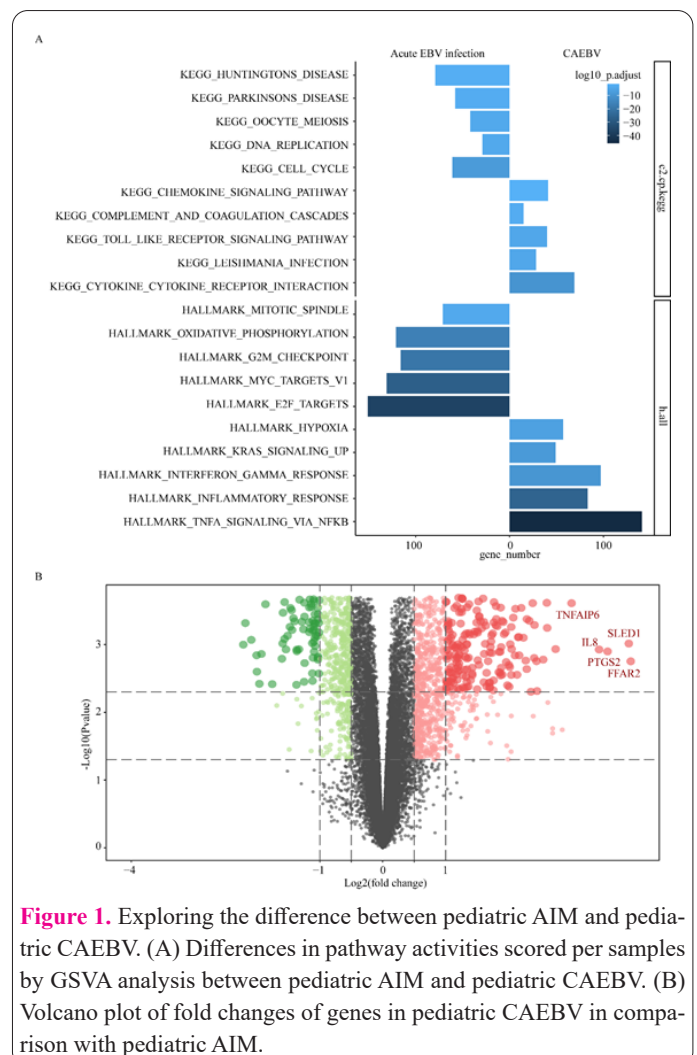 A
Acute EBV infection
CAEBV
KEGG_HUNTINGTONS_DISEASE
KEGG_PARKINSONS_DISEASE
KEGG_OOCYTE_MEIOSIS
KEGG_DNA_REPLICATION
KEGG_CELL_CYCLE
KEGG_CHEMOKINE_SIGNALING_PATHWAY
KEGG_COMPLEMENT_AND_COAGULATION_CASCADES
KEGG_TOLL_LIKE_RECEPTOR_SIGNALING_PATHWAY
KEGG_LEISHMANIA_INFECTION
KEGG_CYTOKINE_CYTOKINE_RECEPTOR_INTERACTION
HALLMARK_MITOTIC_SPINDLE
HALLMARK_OXIDATIVE_PHOSPHORYLATION
HALLMARK_G2M_CHECKPOINT
HALLMARK_MYC_TARGETS_V1
HALLMARK_E2F_TARGETS
HALLMARK_HYPOXIA
HALLMARK_KRAS_SIGNALING_UP
HALLMARK_INTERFERON_GAMMA_RESPONSE
HALLMARK_INFLAMMATORY_RESPONSE
HALLMARK_TNFA_SIGNALING_VIA_NFKB
log10_p.adjust
−10
−20
−30
−40
c2.cp.kegg
h.all
100
0
100
gene_number
B
3
2
1
0
-Log10(Pvalue)
TNFAIP6
SLED1
IL8
PTGS2
FFAR2
−4
−1
0
1
Log2(fold change)
Figure 1. Exploring the difference between pediatric AIM and pedia-
tric CAEBV. (A) Differences in pathway activities scored per samples
by GSVA analysis between pediatric AIM and pediatric CAEBV. (B)
Volcano plot of fold changes of genes in pediatric CAEBV in compa-
rison with pediatric AIM.